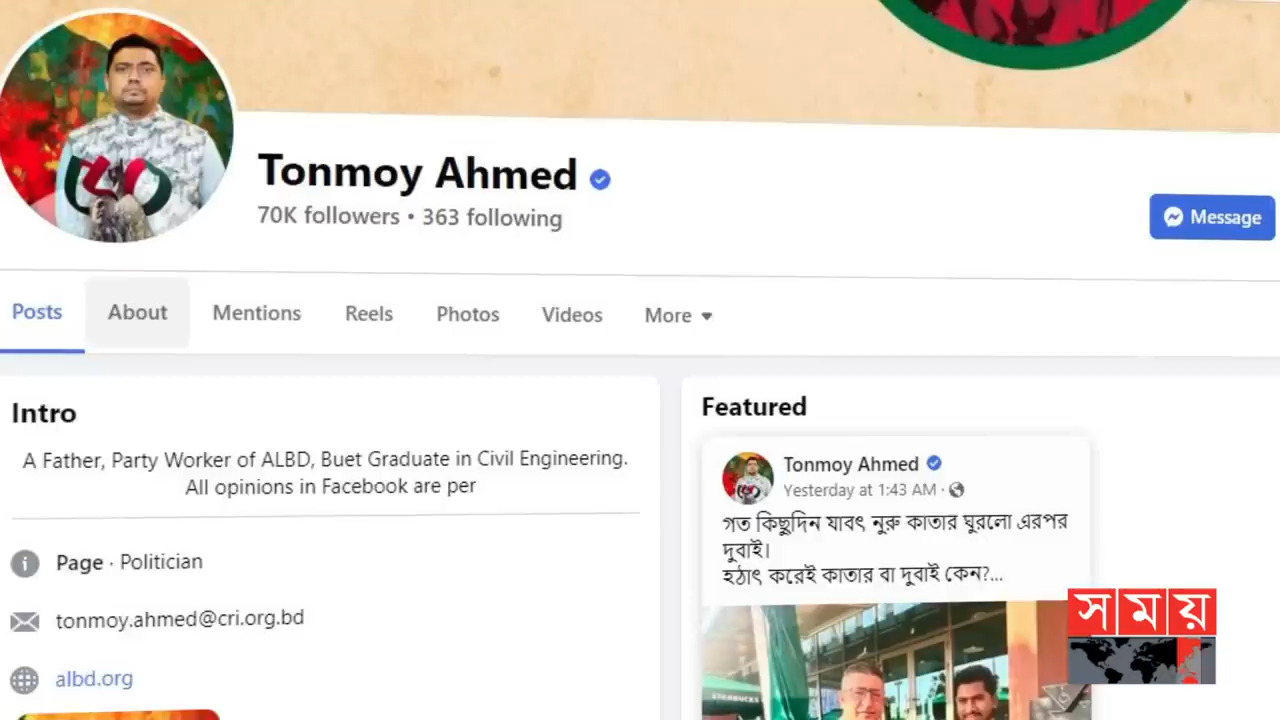 Tonmoy Ahmed
70K followers • 363 following
Message
Posts
About
Mentions
Reels
Photos
Videos
More
Intro
A Father, Party Worker of ALBD, Buet Graduate in Civil Engineering.
All opinions in Facebook are per
Page · Politician
tonmoy.ahmed@cri.org.bd
albd.org
Featured
Tonmoy Ahmed
Yesterday at 1:43 AM ·
গত কিছুদিন যাবৎ নুরু কাতার ঘুরলো এরপর
দুবাই।
হঠাৎ করেই কাতার বা দুবাই কেন?...
সময়